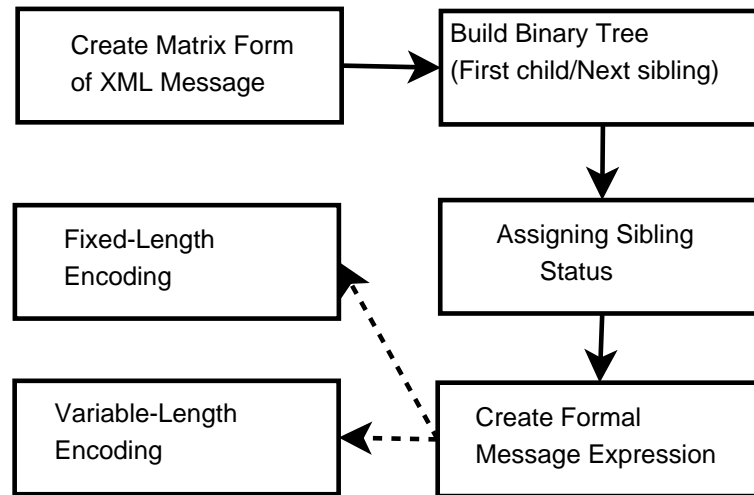 Create Matrix Form
of XML Message
Build Binary Tree
(First child/Next sibling)
Assigning Sibling
Status
Fixed-Length
Encoding
Variable-Length
Encoding
Create Formal
Message Expression